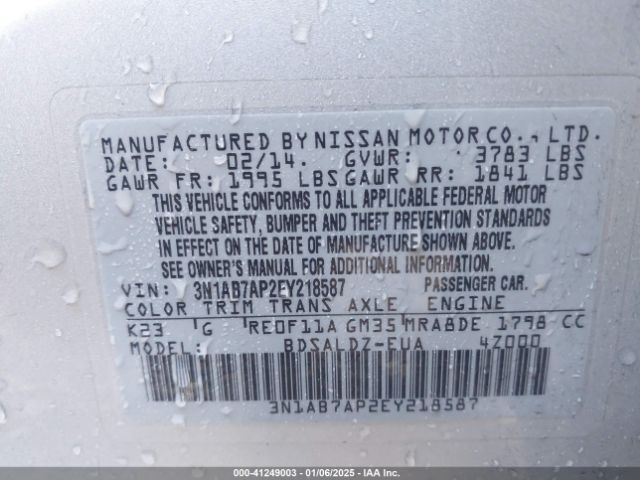 MANUFACTURED BY NISSAN MOTOR CO., LTD.
DATE: 02/14. GVWR: 3783 LBS
GAWR FR: 1995 LBS GAWR RR: 1841 LBS
THIS VEHICLE CONFORMS TO ALL APPLICABLE FEDERAL MOTOR
VEHICLE SAFETY, BUMPER AND THEFT PREVENTION STANDARDS
IN EFFECT ON THE DATE OF MANUFACTURE SHOWN ABOVE.
SEE OWNER'S MANUAL FOR ADDITIONAL INFORMATION.
VIN: 3N1AB7AP2EY218587 PASSENGER CAR.
COLOR TRIM TRANS AXLE ENGINE
K23 G RE0F11A GM35 MRA8DE 1798 CC
MODEL: BDSALDZ-EUA 4Z000
3N1AB7AP2EY218587
000-41249003 - 01/06/2025 - IAA Inc.